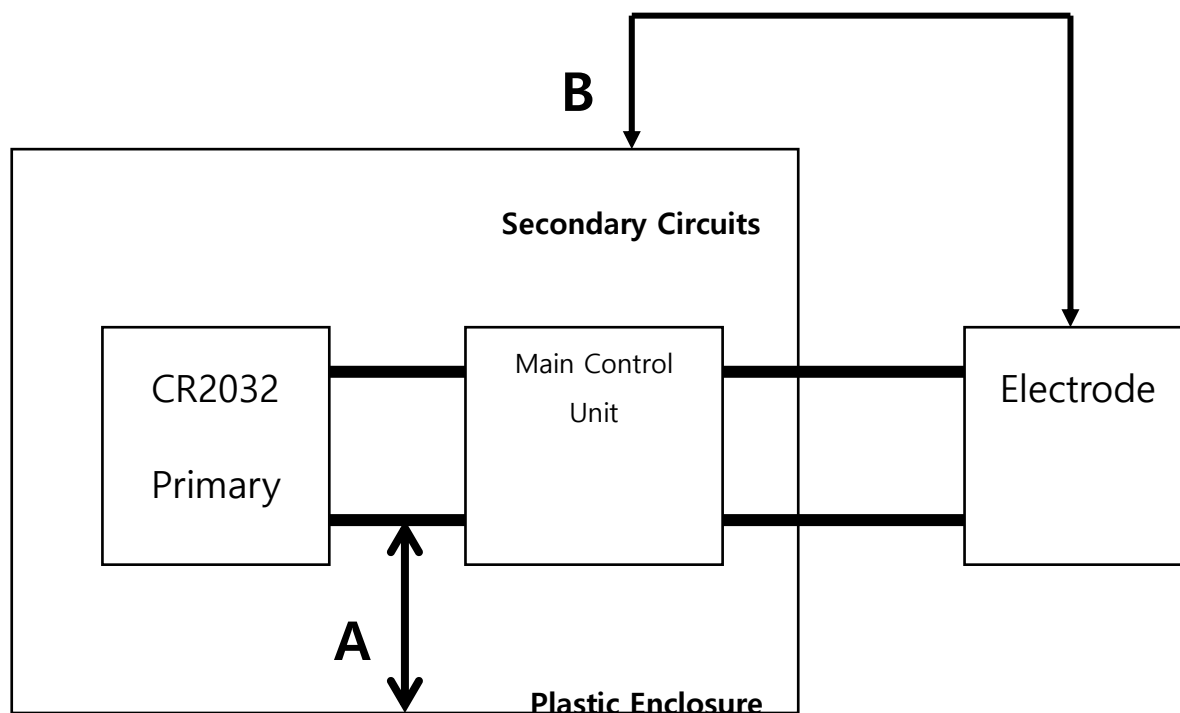 B
Secondary Circuits
CR2032
Primary
Main Control
Unit
Electrode
A
Plastic Enclosure